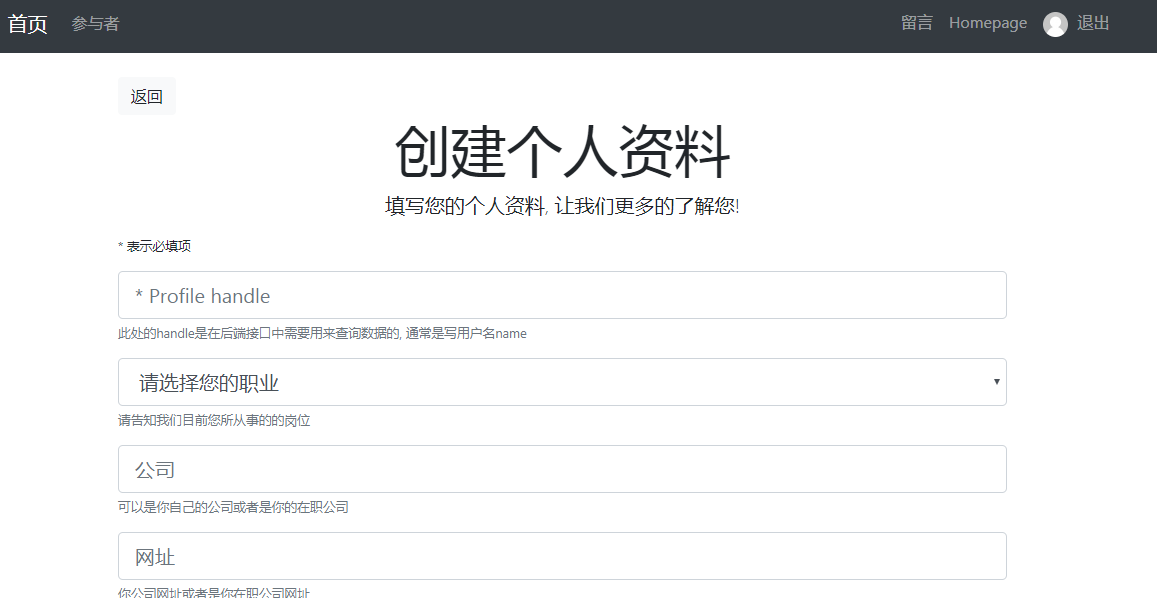 首页 参与者 留言 Homepage 退出
返回
创建个人资料
填写您的个人资料, 让我们更多的了解您!
* 表示必填项
* Profile handle
此处的handle是在后端接口中需要用来查询数据的, 通常是写用户名name
请选择您的职业
请告知我们目前您所从事的的岗位
公司
可以是你自己的公司或者是你的在职公司
网址
你公司网址或者是你在职公司网址